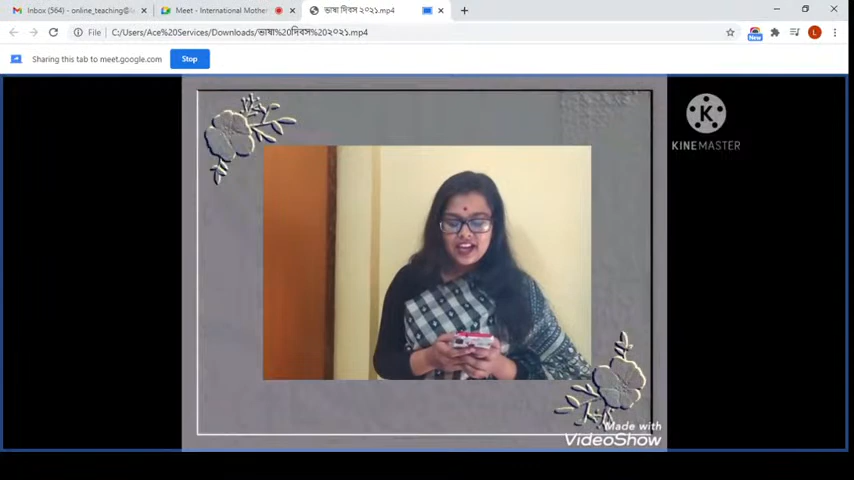 Inbox (564) - online_teaching@
Meet - International Mothe
ভাষা দিবস ২০২১.mp4
File
C:/Users/Ace%20Services/Downloads/ভাষা%20দিবস%20২০২১.mp4
New
L
Sharing this tab to meet.google.com
Stop
K
KINEMASTER
Made with
VideoShow